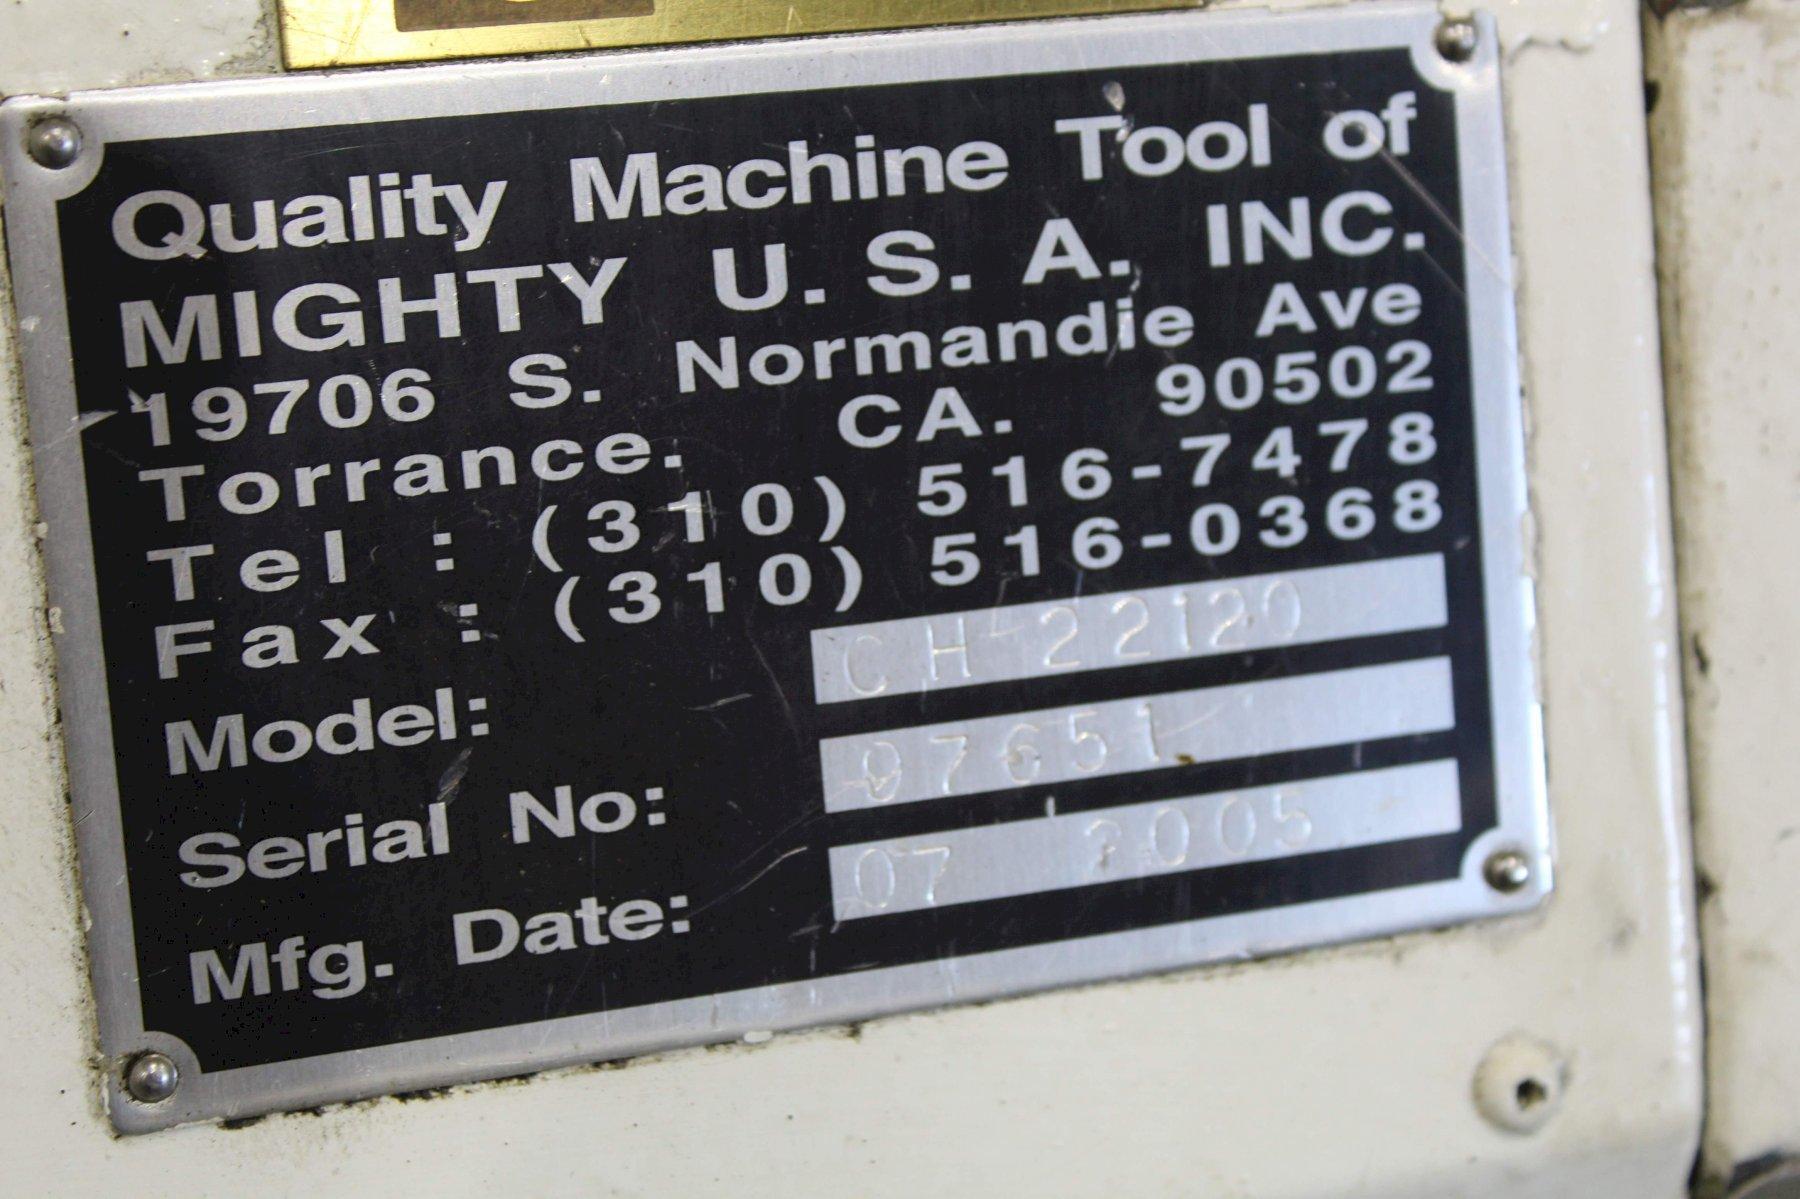 Quality Machine Tool of
MIGHTY U. S. A. INC.
19706 S. Normandie Ave
Torrance. CA. 90502
Tel : (310) 516-7478
Fax : (310) 516-0368
Model: CH-22120
Serial No: 97651
Mfg. Date: 07 2005